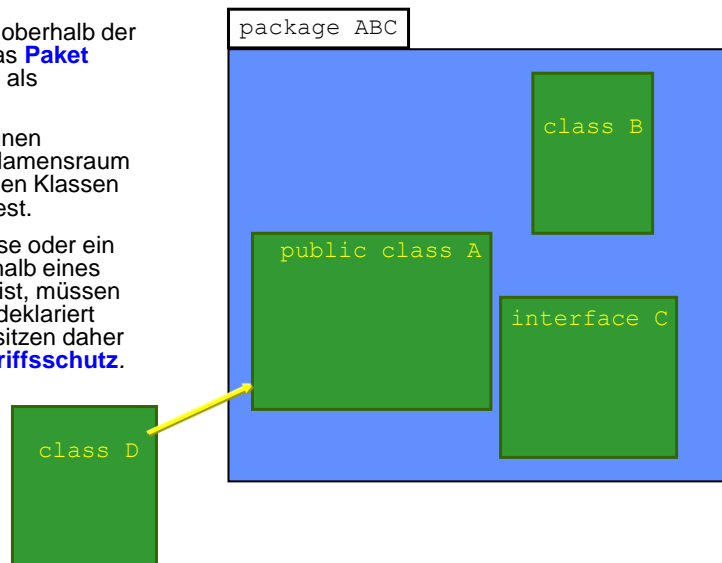 oberhalb der
as Paket
als
nen
Namensraum
en Klassen
est.
se oder ein
halb eines
ist, müssen
deklariert
sitzen daher
riffsschutz.
package ABC
class B
public class A
interface C
class D